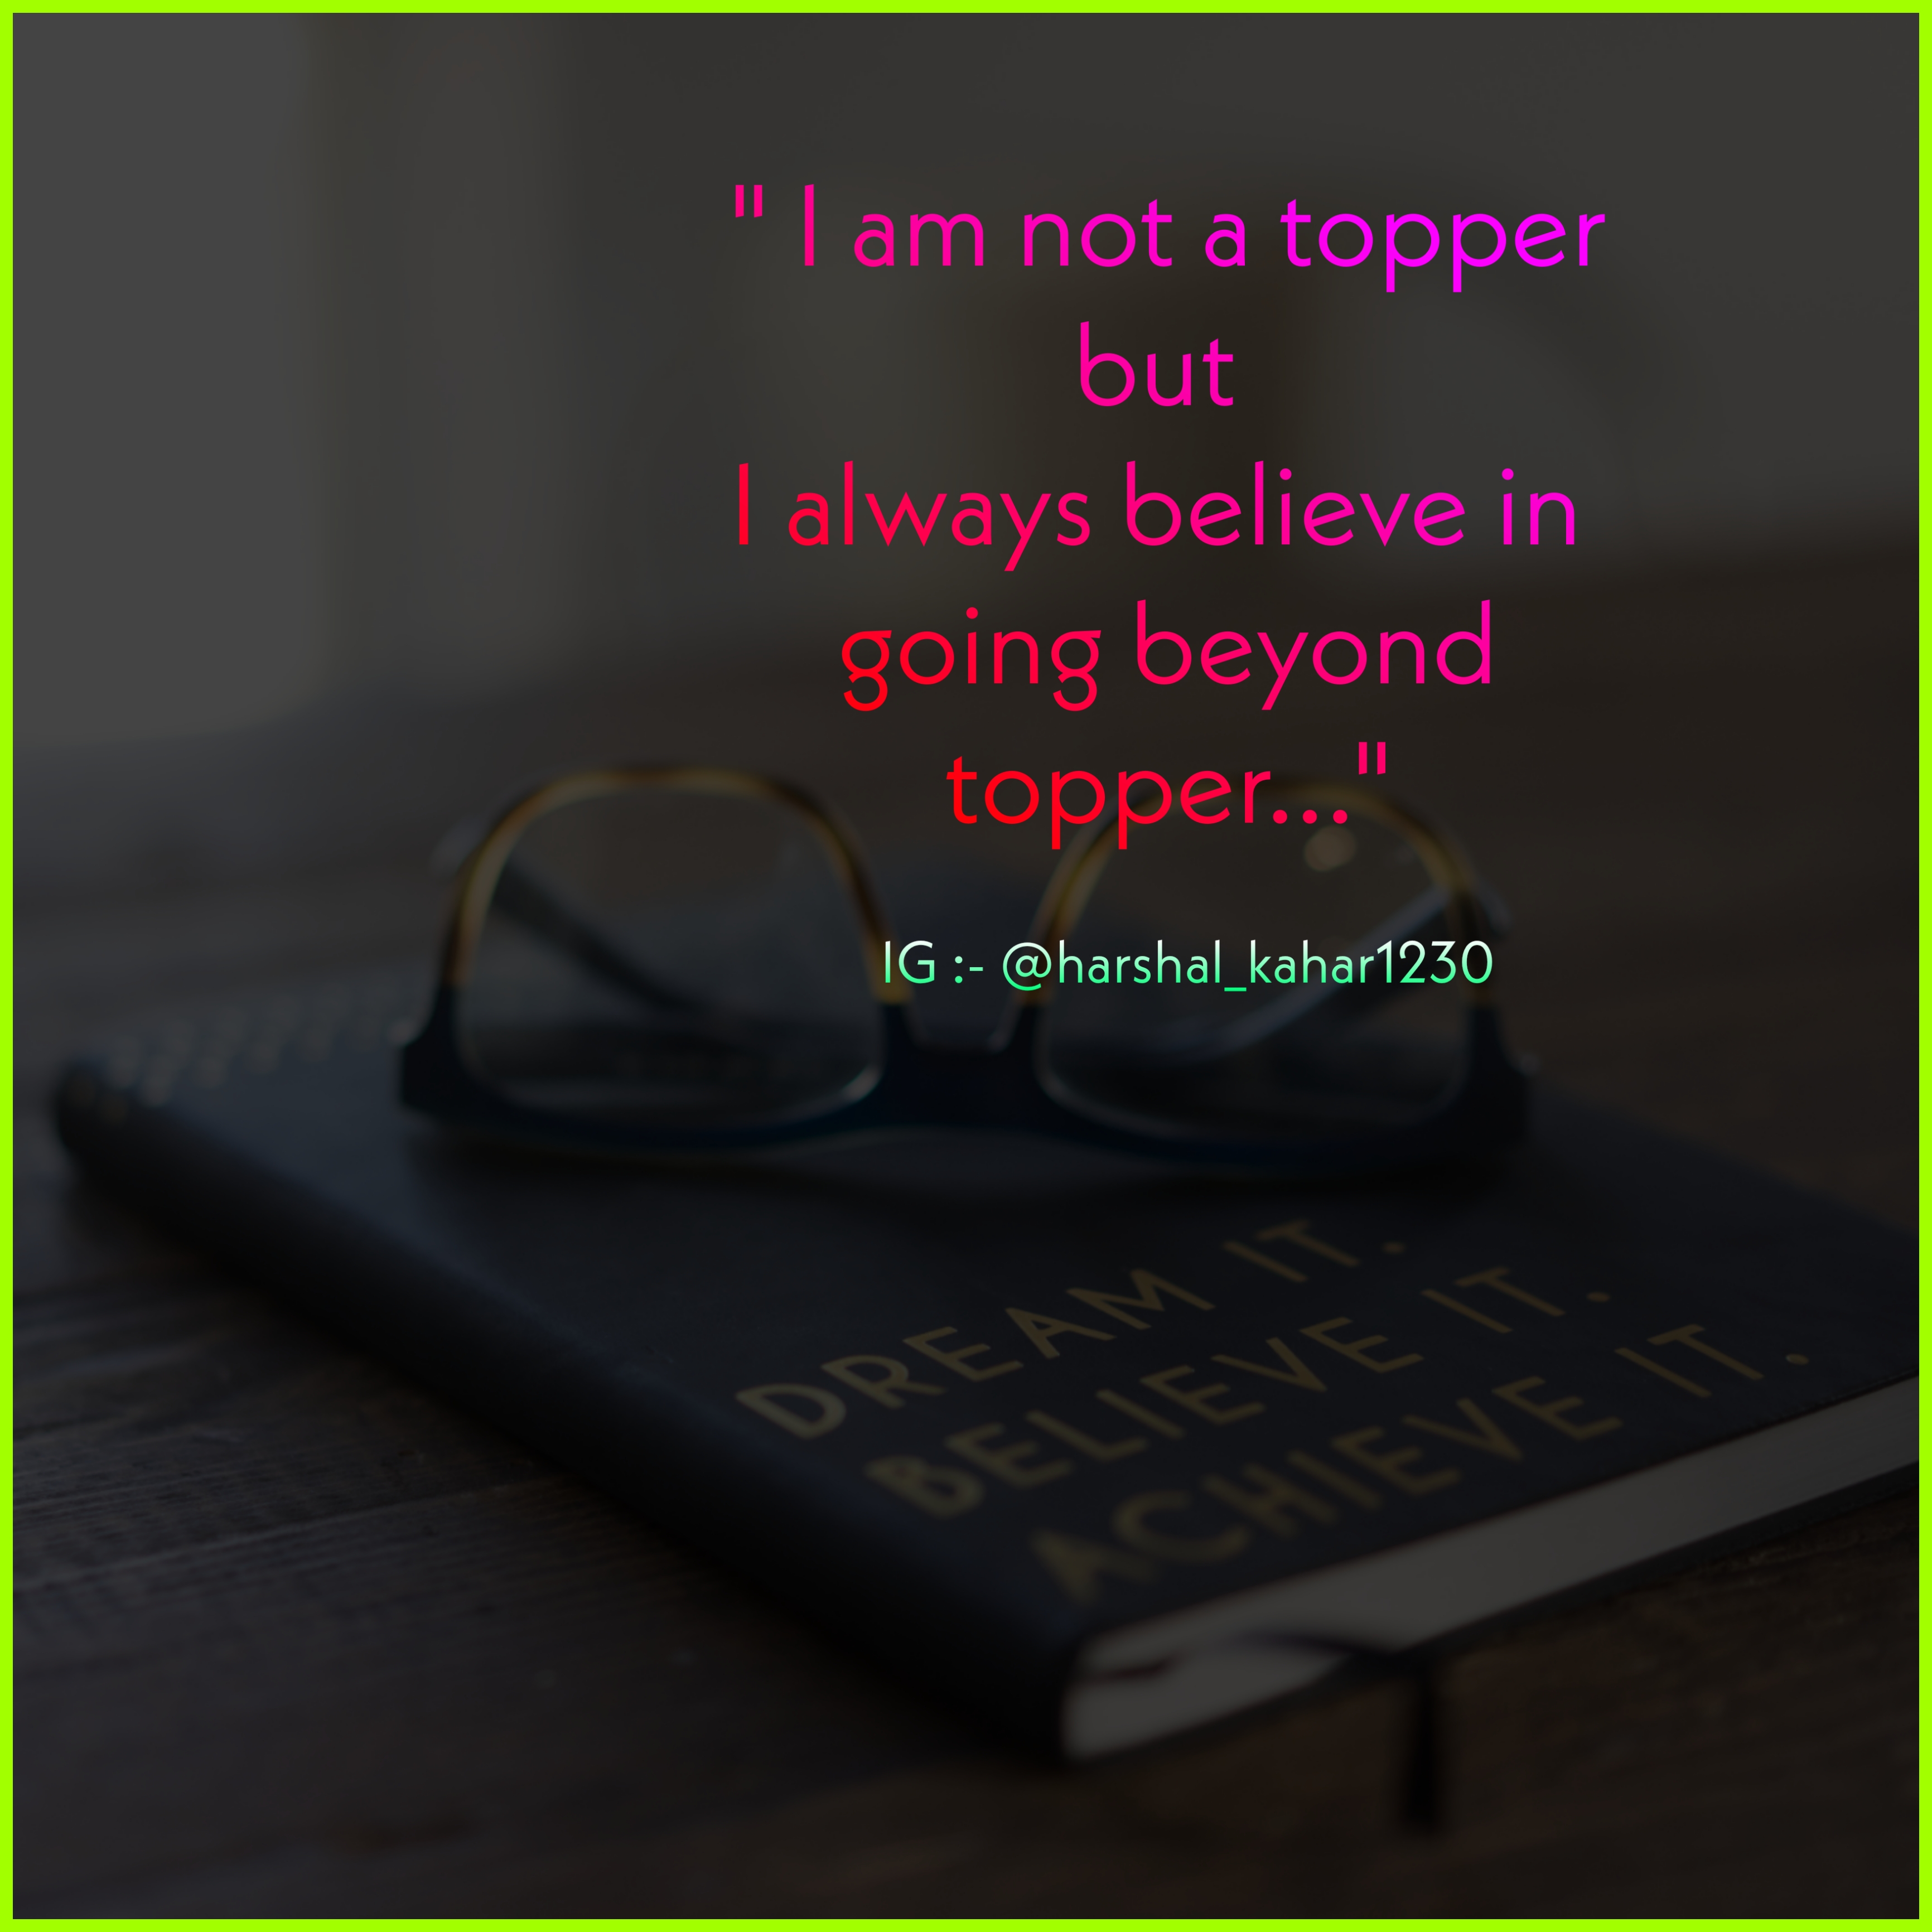 " I am not a topper
but
I always believe in
going beyond
topper..."
IG :- @harshal_kahar1230
DREAM IT.
BELIEVE IT.
ACHIEVE IT.